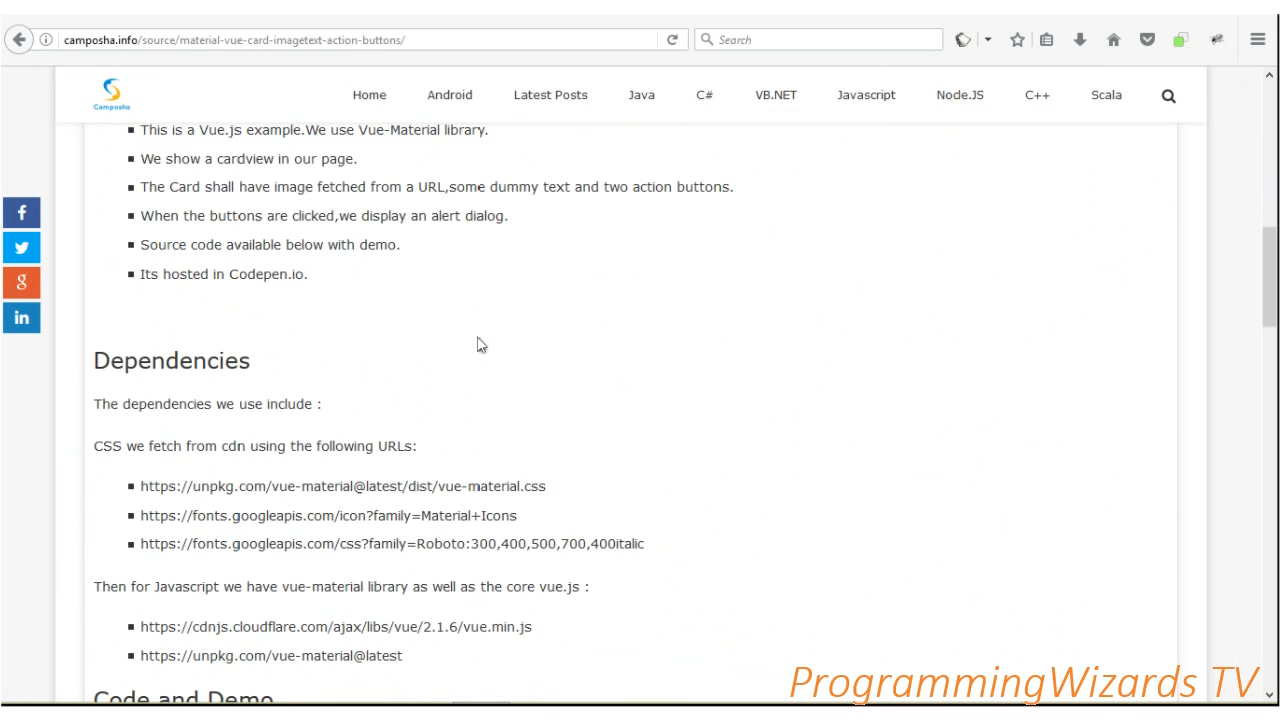 camposha.info/source/material-vue-card-imagetext-action-buttons/
Search
Camposha
Home
Android
Latest Posts
Java
C#
VB.NET
Javascript
Node.JS
C++
Scala
This is a Vue.js example.We use Vue-Material library.
We show a cardview in our page.
The Card shall have image fetched from a URL,some dummy text and two action buttons.
When the buttons are clicked,we display an alert dialog.
Source code available below with demo.
Its hosted in Codepen.io.
Dependencies
The dependencies we use include :
CSS we fetch from cdn using the following URLs:
https://unpkg.com/vue-material@latest/dist/vue-material.css
https://fonts.googleapis.com/icon?family=Material+Icons
https://fonts.googleapis.com/css?family=Roboto:300,400,500,700,400italic
Then for Javascript we have vue-material library as well as the core vue.js :
https://cdnjs.cloudflare.com/ajax/libs/vue/2.1.6/vue.min.js
https://unpkg.com/vue-material@latest
Code and Demo
ProgrammingWizards TV